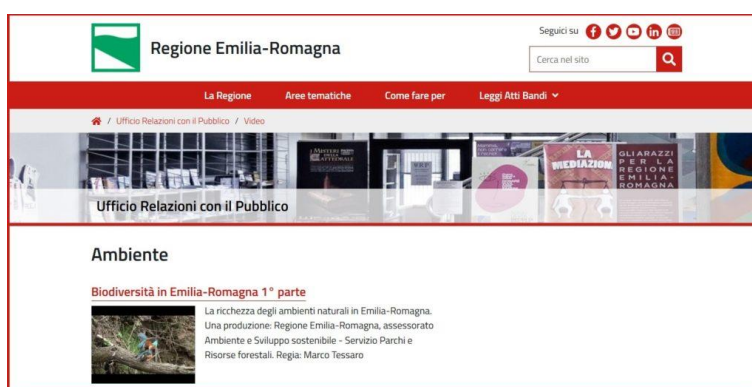 Regione Emilia-Romagna
Seguici su
Cerca nel sito
La Regione Aree tematiche Come fare per Leggi Atti Bandi
/ Ufficio Relazioni con il Pubblico / Video
I MISTERI
CATTEDRALE
LA
MEDIAZION
GLI ARAZZI
PER LA
REGIONE
EMILIA-
ROMAGNA
Ufficio Relazioni con il Pubblico
Ambiente
Biodiversità in Emilia-Romagna 1° parte
La ricchezza degli ambienti naturali in Emilia-Romagna.
Una produzione: Regione Emilia-Romagna, assessorato
Ambiente e Sviluppo sostenibile - Servizio Parchi e
Risorse forestali. Regia: Marco Tessaro